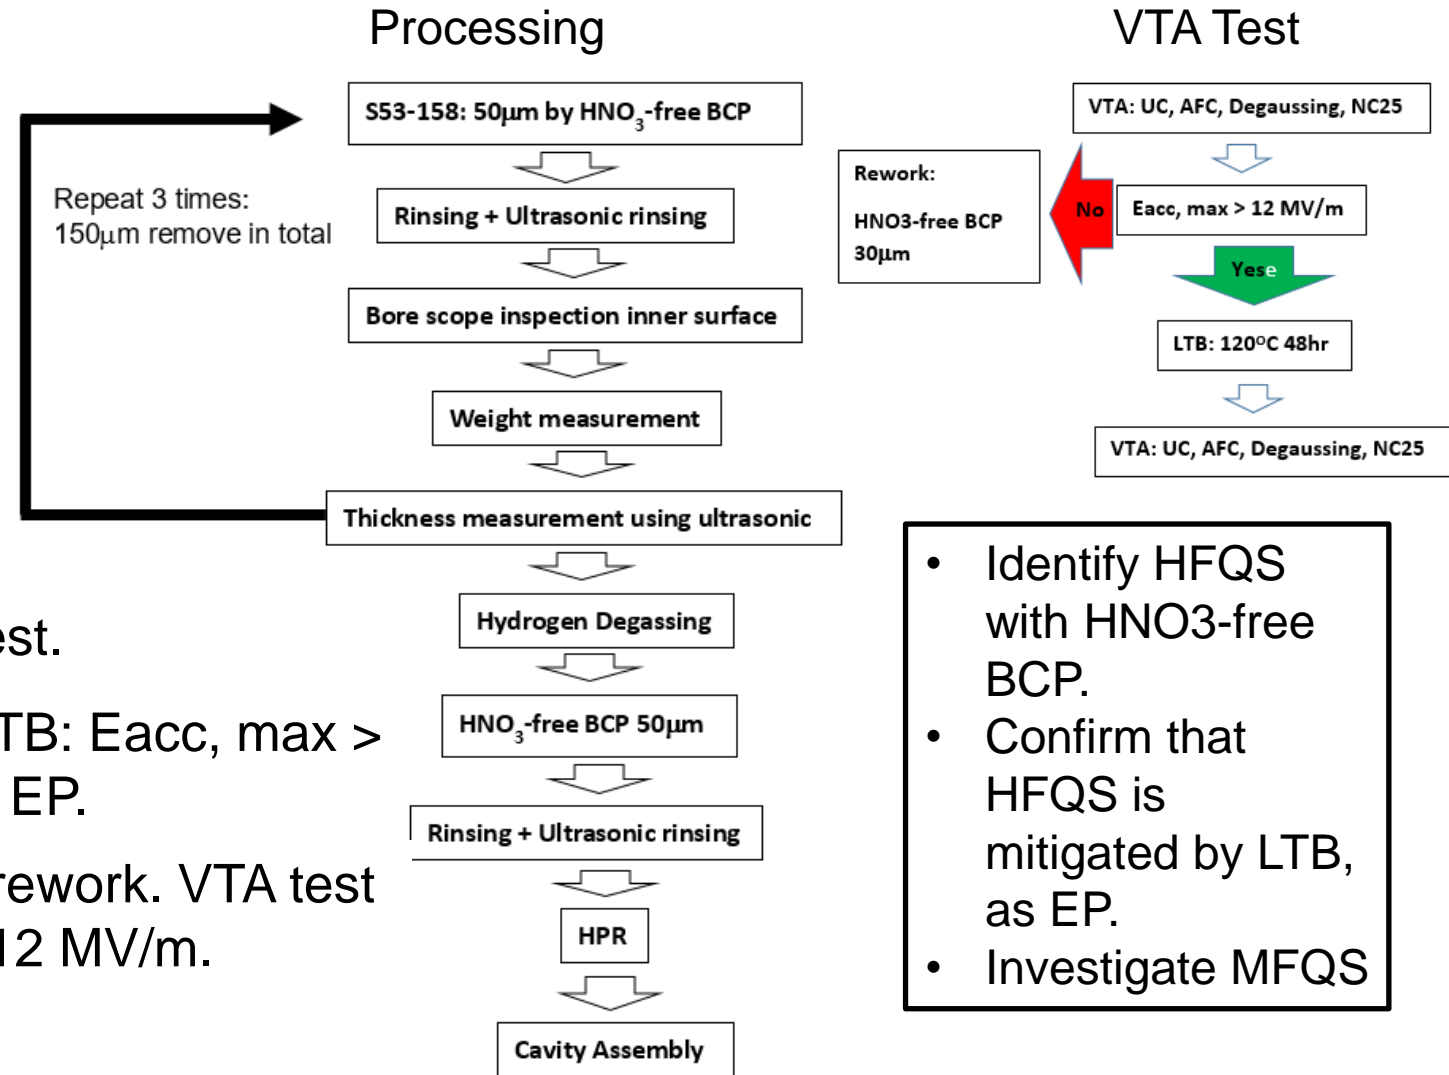 Processing
S53-158: 50μm by HNO3-free BCP
Repeat 3 times:
150μm remove in total
Rinsing + Ultrasonic rinsing
Bore scope inspection inner surface
Weight measurement
Thickness measurement using ultrasonic
Hydrogen Degassing
HNO3-free BCP 50μm
Rinsing + Ultrasonic rinsing
HPR
Cavity Assembly
est.
TB: Eacc, max >
EP.
rework. VTA test
12 MV/m.
VTA Test
VTA: UC, AFC, Degaussing, NC25
Rework:
HNO3-free BCP
30μm
No
Eacc, max > 12 MV/m
Yese
LTB: 120°C 48hr
VTA: UC, AFC, Degaussing, NC25
• Identify HFQS
with HNO3-free
BCP.
• Confirm that
HFQS is
mitigated by LTB,
as EP.
• Investigate MFQS